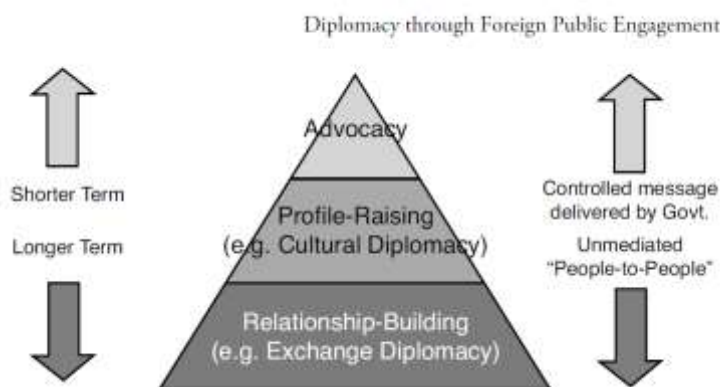 Diplomacy through Foreign Public Engagement
Advocacy
Shorter Term
Controlled message
delivered by Govt.
Profile-Raising
(e.g. Cultural Diplomacy)
Longer Term
Unmediated
“People-to-People”
Relationship-Building
(e.g. Exchange Diplomacy)